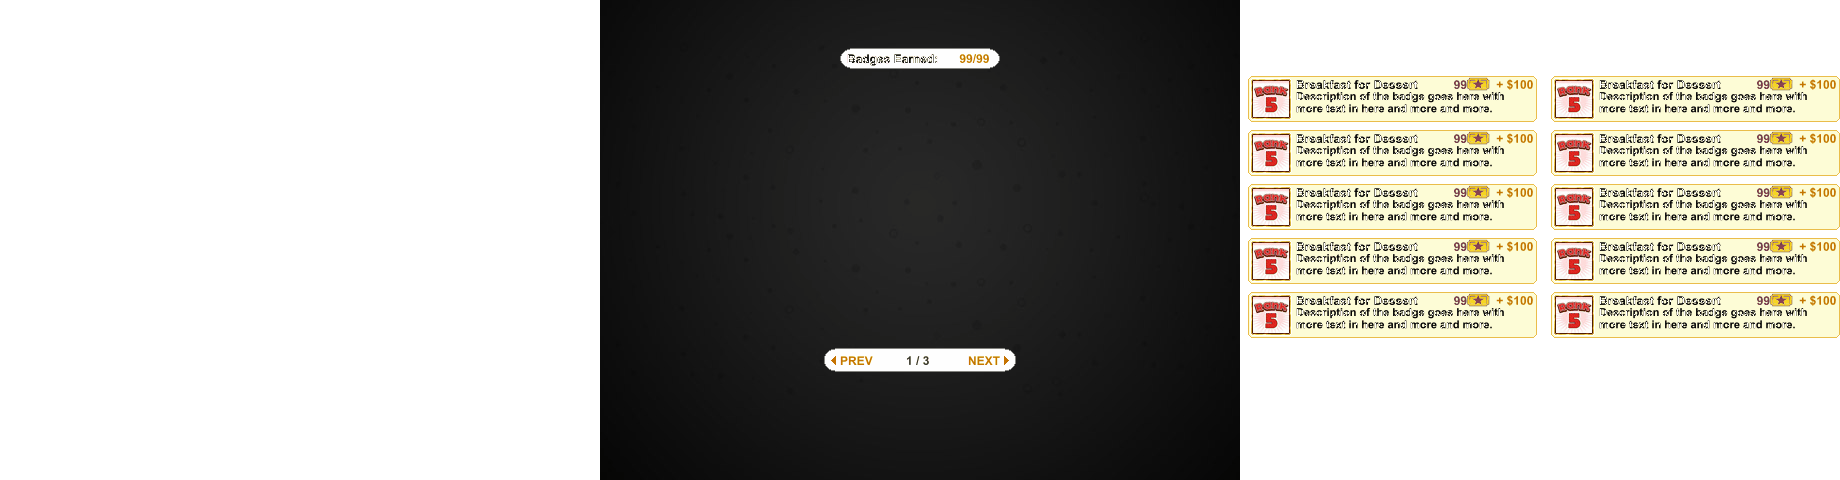 Badges Earned: 99/99
Rank 5 Breakfast for Dessert 99 + $100
Description of the badge goes here with
more text in here and more and more.
Rank 5 Breakfast for Dessert 99 + $100
Description of the badge goes here with
more text in here and more and more.
Rank 5 Breakfast for Dessert 99 + $100
Description of the badge goes here with
more text in here and more and more.
Rank 5 Breakfast for Dessert 99 + $100
Description of the badge goes here with
more text in here and more and more.
Rank 5 Breakfast for Dessert 99 + $100
Description of the badge goes here with
more text in here and more and more.
Rank 5 Breakfast for Dessert 99 + $100
Description of the badge goes here with
more text in here and more and more.
Rank 5 Breakfast for Dessert 99 + $100
Description of the badge goes here with
more text in here and more and more.
Rank 5 Breakfast for Dessert 99 + $100
Description of the badge goes here with
more text in here and more and more.
Rank 5 Breakfast for Dessert 99 + $100
Description of the badge goes here with
more text in here and more and more.
Rank 5 Breakfast for Dessert 99 + $100
Description of the badge goes here with
more text in here and more and more.
PREV 1 / 3 NEXT